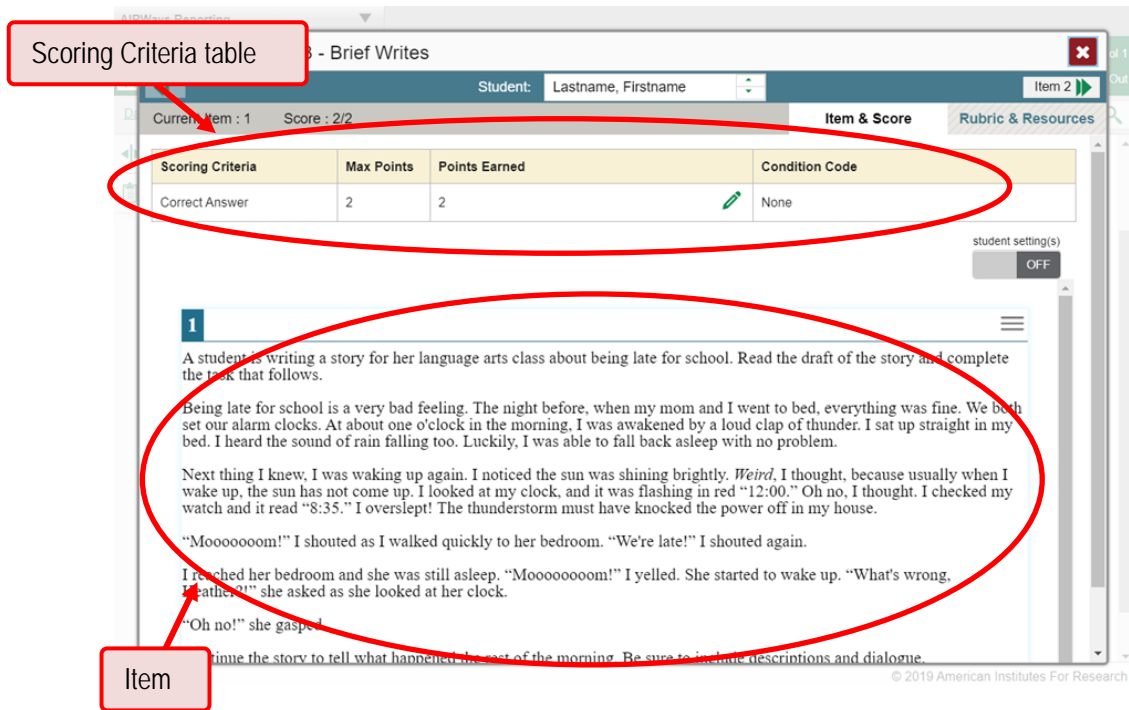 AIRWays Reporting
Scoring Criteria table
3 - Brief Writes
of 1
Student: Lastname, Firstname
Item 2
Out
Current Item : 1 Score : 2/2 Item & Score Rubric & Resources
Scoring Criteria Max Points Points Earned Condition Code
Correct Answer 2 2 None
student setting(s)
OFF
1
A student is writing a story for her language arts class about being late for school. Read the draft of the story and complete
the task that follows.
Being late for school is a very bad feeling. The night before, when my mom and I went to bed, everything was fine. We both
set our alarm clocks. At about one o'clock in the morning, I was awakened by a loud clap of thunder. I sat up straight in my
bed. I heard the sound of rain falling too. Luckily, I was able to fall back asleep with no problem.
Next thing I knew, I was waking up again. I noticed the sun was shining brightly. Weird, I thought, because usually when I
wake up, the sun has not come up. I looked at my clock, and it was flashing in red “12:00.” Oh no, I thought. I checked my
watch and it read “8:35.” I overslept! The thunderstorm must have knocked the power off in my house.
“Mooooooom!” I shouted as I walked quickly to her bedroom. “We're late!” I shouted again.
I reached her bedroom and she was still asleep. “Moooooooom!” I yelled. She started to wake up. “What's wrong,
Heather?!” she asked as she looked at her clock.
“Oh no!” she gasped
tinue the story to tell what happened the rest of the morning. Be sure to include descriptions and dialogue.
Item
© 2019 American Institutes For Research